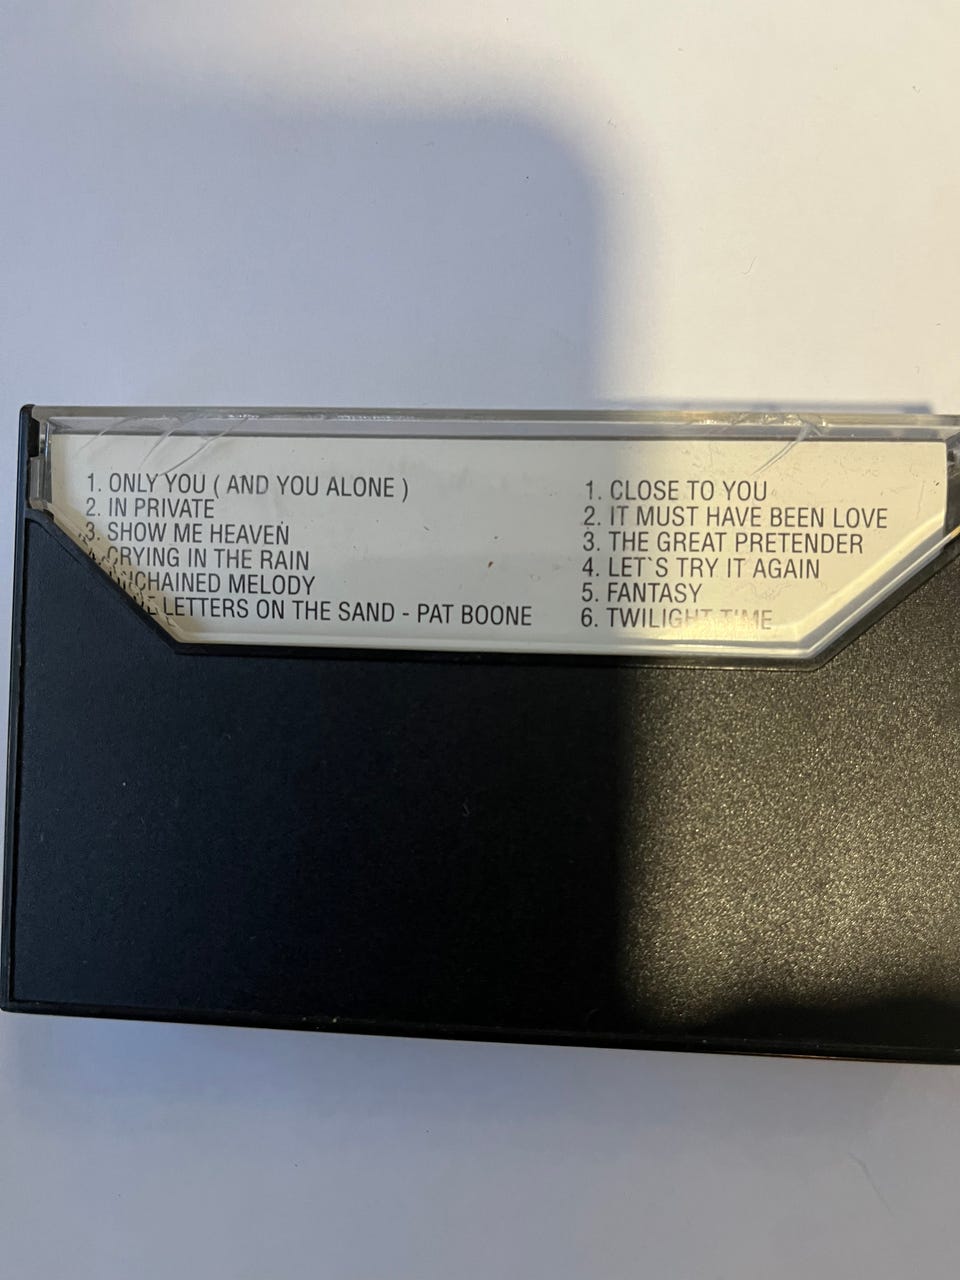 1. ONLY YOU ( AND YOU ALONE )
2. IN PRIVATE
3. SHOW ME HEAVEN
CRYING IN THE RAIN
UNCHAINED MELODY
LETTERS ON THE SAND - PAT BOONE
1. CLOSE TO YOU
2. IT MUST HAVE BEEN LOVE
3. THE GREAT PRETENDER
4. LET`S TRY IT AGAIN
5. FANTASY
6. TWILIGHT TIME